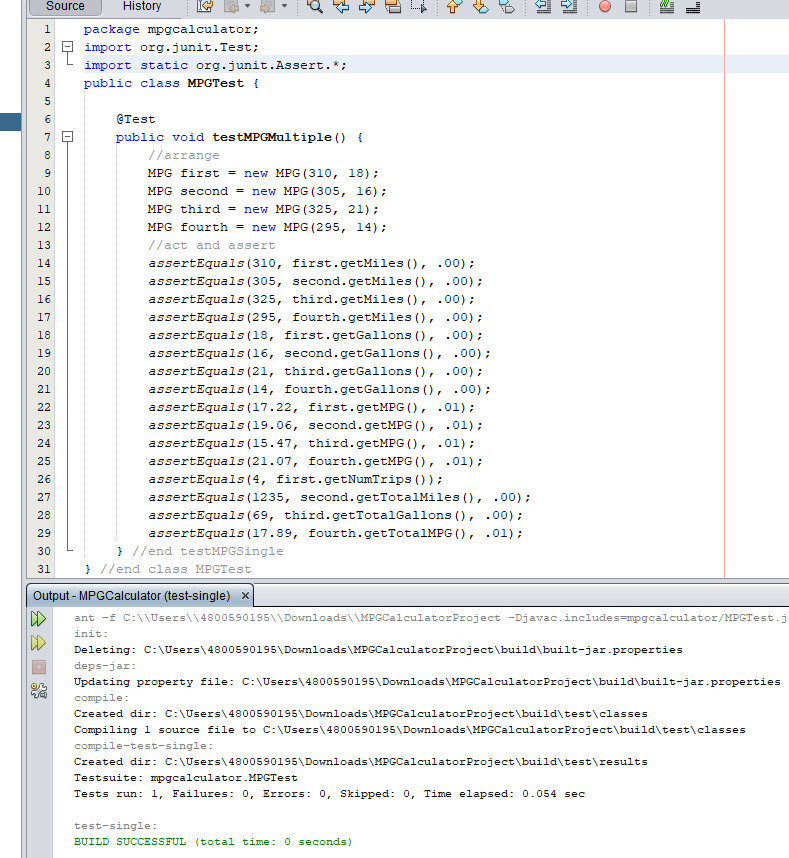 Source History
1 package mpgcalculator;
2 import org.junit.Test;
3 import static org.junit.Assert.*;
4 public class MPGTest {
5
6 @Test
7 public void testMPGMultiple() {
8 //arrange
9 MPG first = new MPG(310, 18);
10 MPG second = new MPG(305, 16);
11 MPG third = new MPG(325, 21);
12 MPG fourth = new MPG(295, 14);
13 //act and assert
14 assertEquals(310, first.getMiles(), .00);
15 assertEquals(305, second.getMiles(), .00);
16 assertEquals(325, third.getMiles(), .00);
17 assertEquals(295, fourth.getMiles(), .00);
18 assertEquals(18, first.getGallons(), .00);
19 assertEquals(16, second.getGallons(), .00);
20 assertEquals(21, third.getGallons(), .00);
21 assertEquals(14, fourth.getGallons(), .00);
22 assertEquals(17.22, first.getMPG(), .01);
23 assertEquals(19.06, second.getMPG(), .01);
24 assertEquals(15.47, third.getMPG(), .01);
25 assertEquals(21.07, fourth.getMPG(), .01);
26 assertEquals(4, first.getNumTrips());
27 assertEquals(1235, second.getTotalMiles(), .00);
28 assertEquals(69, third.getTotalGallons(), .00);
29 assertEquals(17.89, fourth.getTotalMPG(), .01);
30 } //end testMPGSingle
31 } //end class MPGTest
Output - MPGCalculator (test-single) ×
ant -f C:\\Users\\4800590195\\Downloads\\MPGCalculatorProject -Djavac.includes=mpgcalculator/MPGTest.j
init:
Deleting: C:\Users\4800590195\Downloads\MPGCalculatorProject\build\built-jar.properties
deps-jar:
Updating property file: C:\Users\4800590195\Downloads\MPGCalculatorProject\build\built-jar.properties
compile:
Created dir: C:\Users\4800590195\Downloads\MPGCalculatorProject\build\test\classes
Compiling 1 source file to C:\Users\4800590195\Downloads\MPGCalculatorProject\build\test\classes
compile-test-single:
Created dir: C:\Users\4800590195\Downloads\MPGCalculatorProject\build\test\results
Testsuite: mpgcalculator.MPGTest
Tests run: 1, Failures: 0, Errors: 0, Skipped: 0, Time elapsed: 0.054 sec
test-single:
BUILD SUCCESSFUL (total time: 0 seconds)